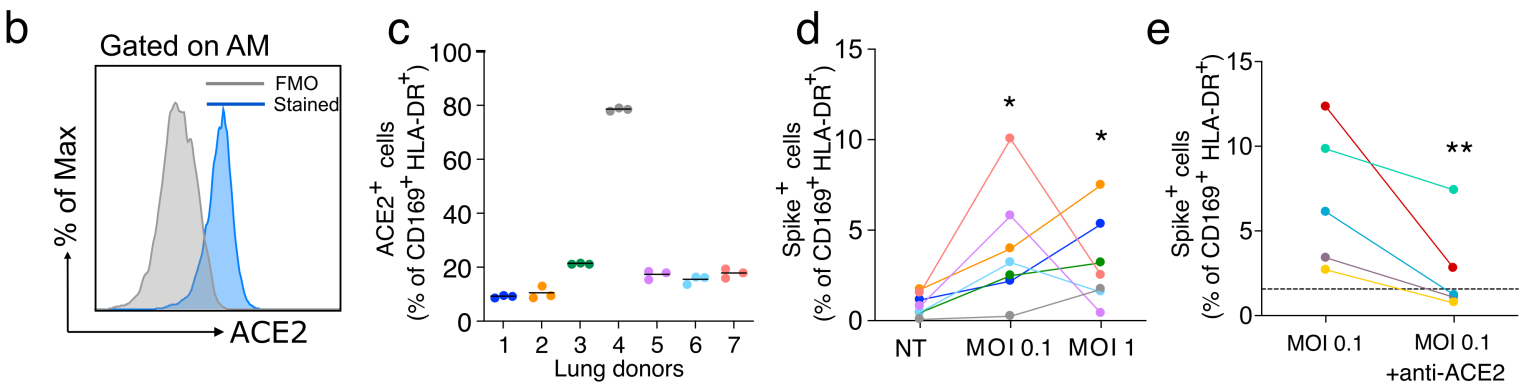 b
Gated on AM
FMO
Stained
% of Max
ACE2
c
ACE2+ cells
(% of CD169+ HLA-DR+)
100
80
60
40
20
0
1 2 3 4 5 6 7
Lung donors
d
Spike+ cells
(% of CD169+ HLA-DR+)
15
10
5
0
*
*
NT MOI 0.1 MOI 1
e
Spike+ cells
(% of CD169+ HLA-DR+)
15
10
5
0
**
MOI 0.1 MOI 0.1
+anti-ACE2